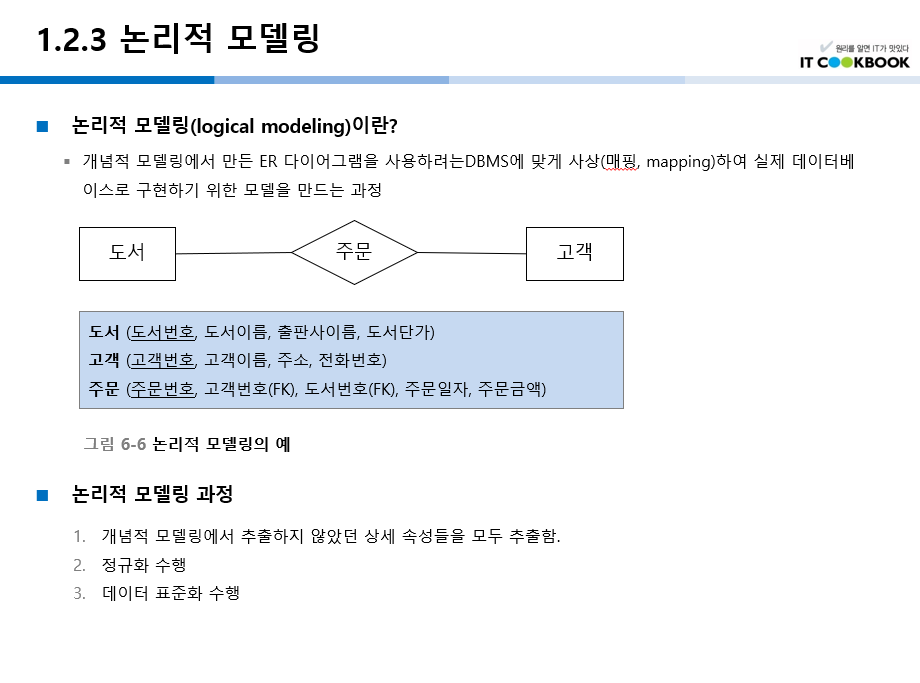 1.2.3 논리적 모델링
원리를 알면 IT가 맛있다
IT COOKBOOK
논리적 모델링(logical modeling)이란?
개념적 모델링에서 만든 ER 다이어그램을 사용하려는DBMS에 맞게 사상(매핑, mapping)하여 실제 데이터베
이스로 구현하기 위한 모델을 만드는 과정
도서
주문
고객
도서 (도서번호, 도서이름, 출판사이름, 도서단가)
고객 (고객번호, 고객이름, 주소, 전화번호)
주문 (주문번호, 고객번호(FK), 도서번호(FK), 주문일자, 주문금액)
그림 6-6 논리적 모델링의 예
논리적 모델링 과정
1. 개념적 모델링에서 추출하지 않았던 상세 속성들을 모두 추출함.
2. 정규화 수행
3. 데이터 표준화 수행